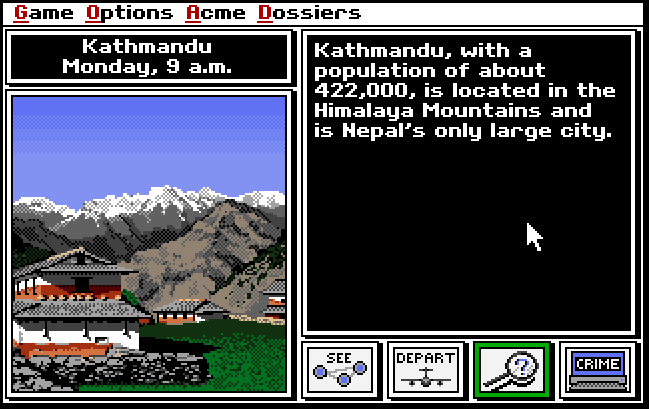 Game Options Acme Dossiers
Kathmandu
Monday, 9 a.m.
Kathmandu, with a
population of about
422,000, is located in the
Himalaya Mountains and
is Nepal's only large city.
SEE
DEPART
?
CRIME